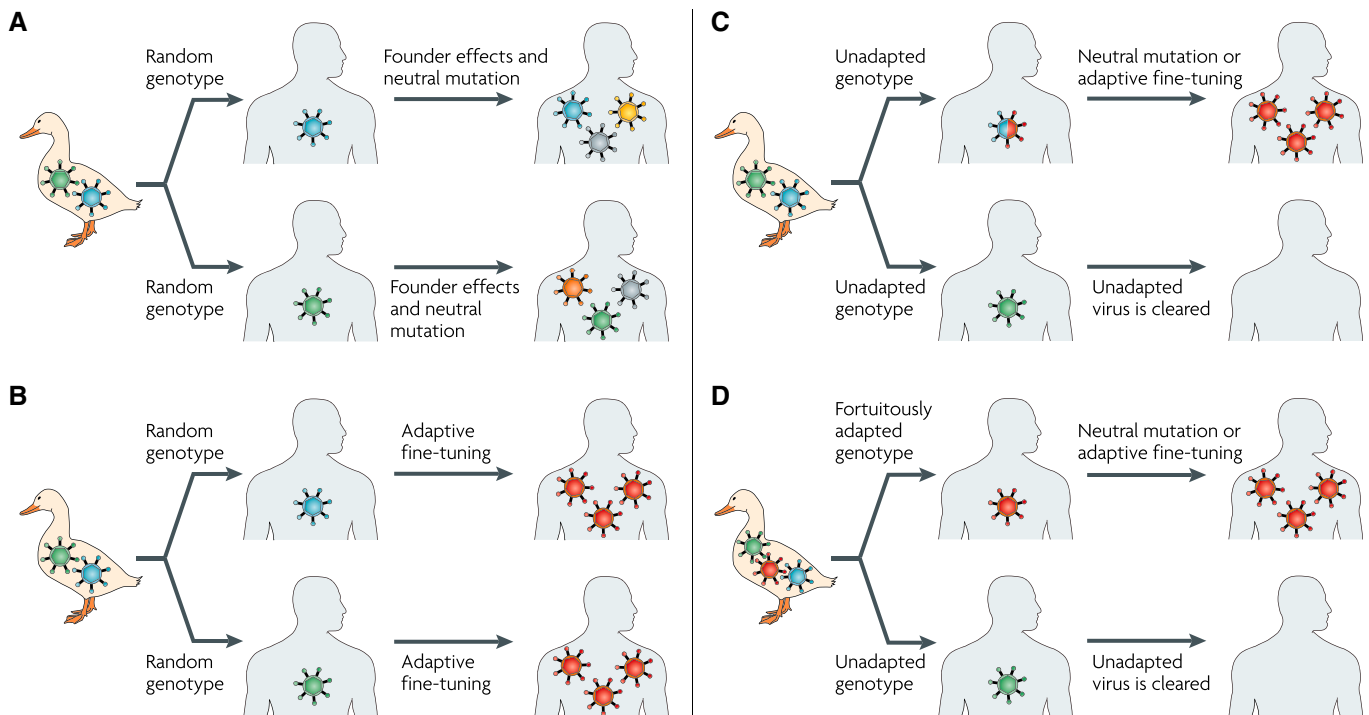 A
Random
genotype
Founder effects and
neutral mutation
Random
genotype
Founder effects
and neutral
mutation
B
Random
genotype
Adaptive
fine-tuning
Random
genotype
Adaptive
fine-tuning
C
Unadapted
genotype
Neutral mutation or
adaptive fine-tuning
Unadapted
genotype
Unadapted
virus is cleared
D
Fortuitously
adapted
genotype
Neutral mutation or
adaptive fine-tuning
Unadapted
genotype
Unadapted
virus is cleared